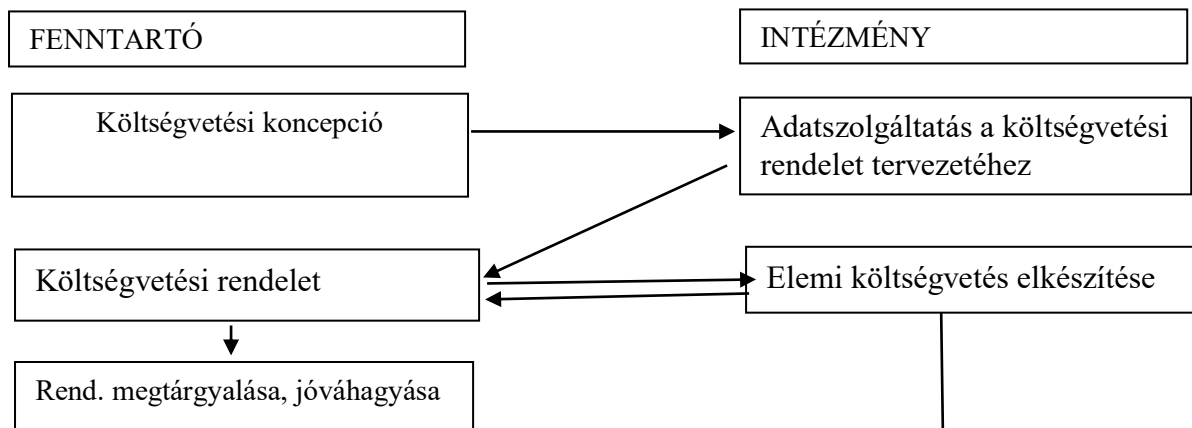 FENNTARTÓ
INTÉZMÉNY
Költségvetési koncepció
Adatszolgáltatás a költségvetési
rendelet tervezetéhez
Költségvetési rendelet
Elemi költségvetés elkészítése
Rend. megtárgyalása, jóváhagyása